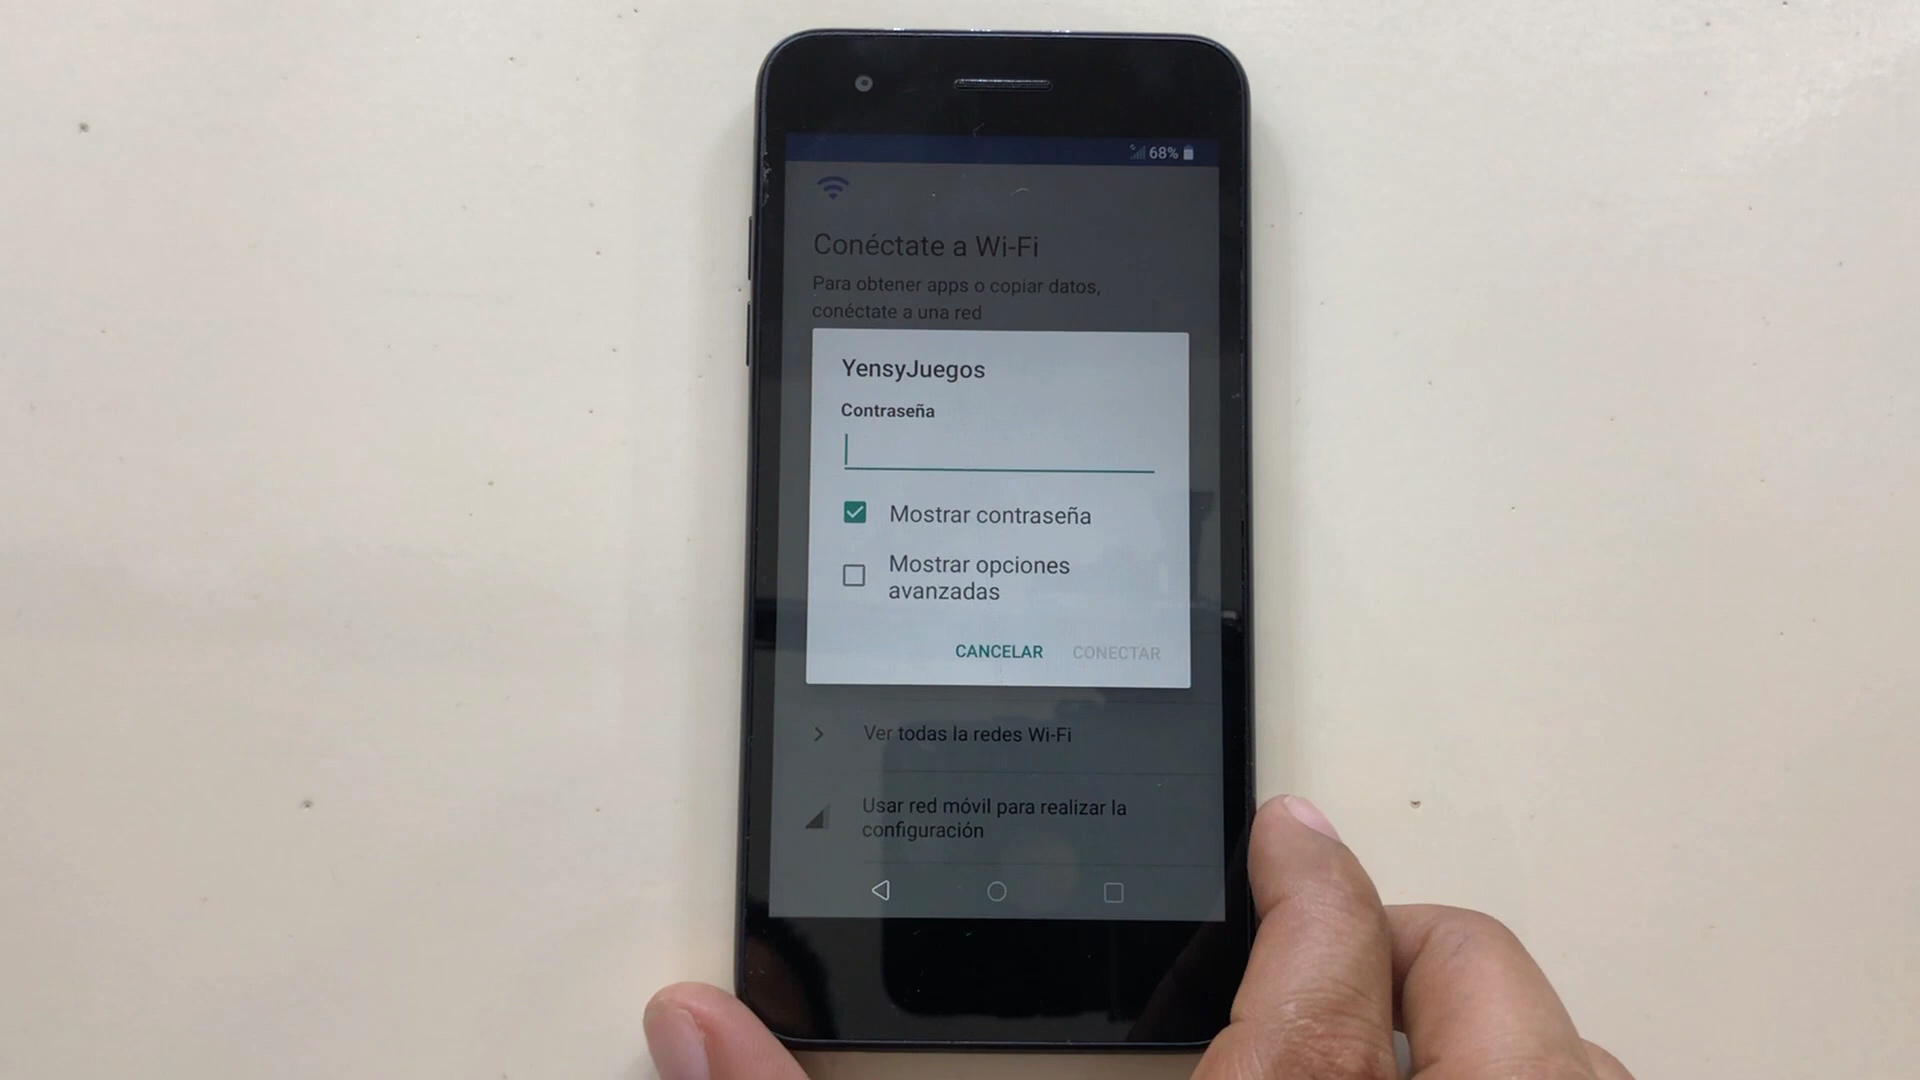 68%
Conéctate a Wi-Fi
Para obtener apps o copiar datos,
conéctate a una red
YensyJuegos
Contraseña
Mostrar contraseña
Mostrar opciones
avanzadas
CANCELAR CONECTAR
Ver todas la redes Wi-Fi
Usar red móvil para realizar la
configuración